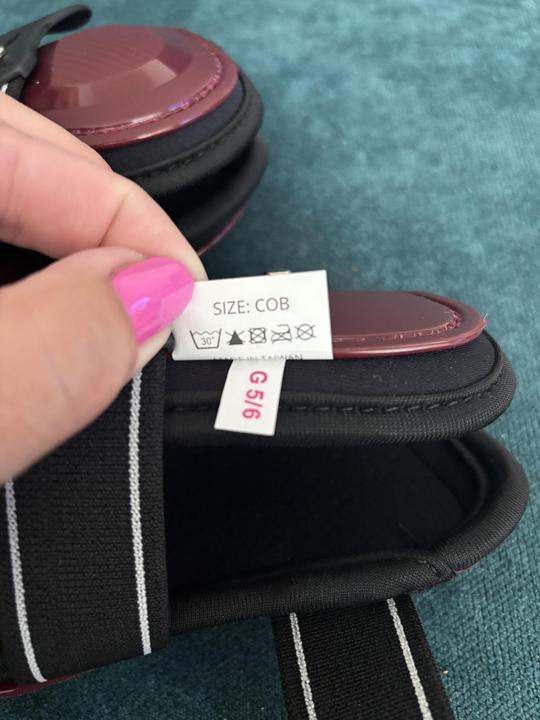 SIZE: COB
30°
MADE IN TAIWAN
G 5/6